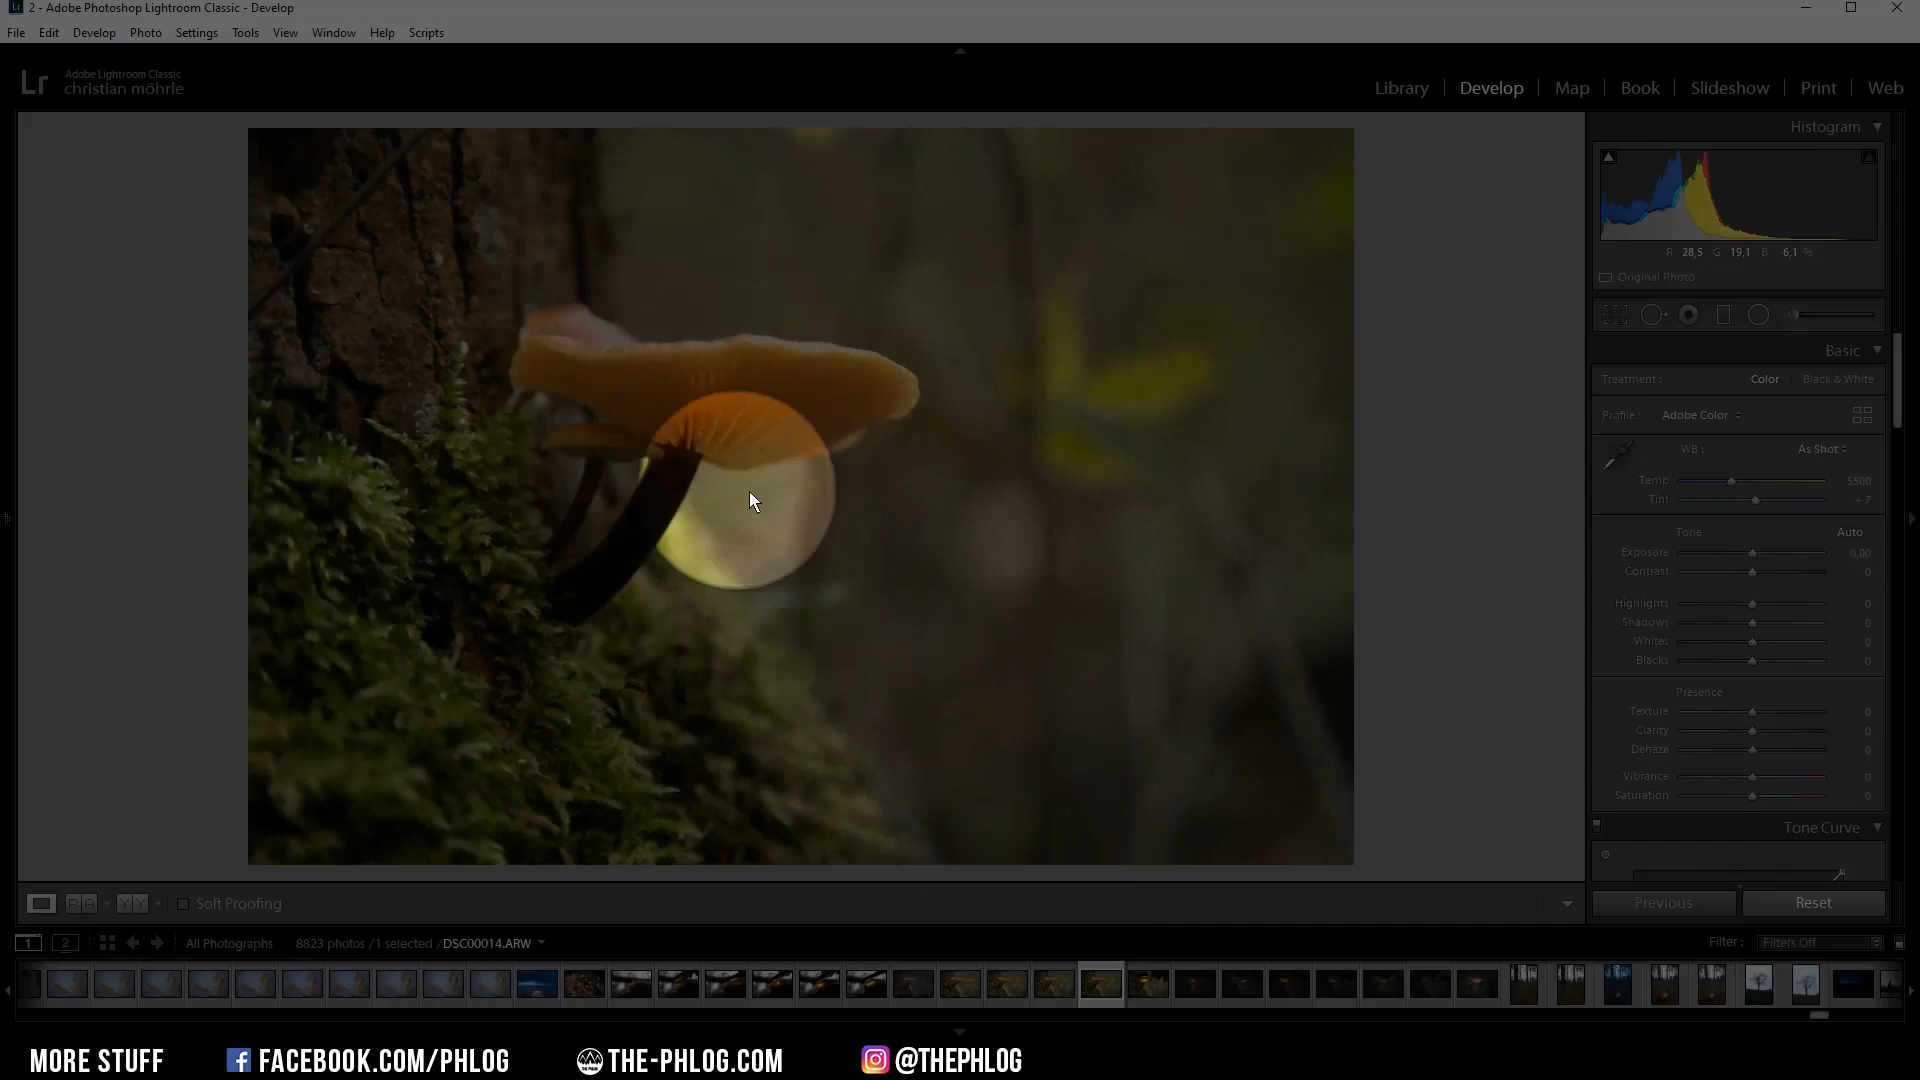 Lr 2 - Adobe Photoshop Lightroom Classic - Develop
File Edit Develop Photo Settings Tools View Window Help Scripts
Lr Adobe Lightroom Classic
christian möhrle
Library Develop Map Book Slideshow Print Web
Histogram
R 28,5 G 19,1 B 6,1 %
Original Photo
Basic
Treatment : Color Black & White
Profile : Adobe Color
WB : As Shot
Temp 5500
Tint + 7
Tone Auto
Exposure 0,00
Contrast 0
Highlights 0
Shadows 0
Whites 0
Blacks 0
Presence
Texture 0
Clarity 0
Dehaze 0
Vibrance 0
Saturation 0
Tone Curve
Previous Reset
R A Y Y Soft Proofing
1 2 All Photographs 8823 photos / 1 selected / DSC00014.ARW Filter : Filters Off
MORE STUFF FACEBOOK.COM/PHLOG THE-PHLOG.COM @THEPHLOG